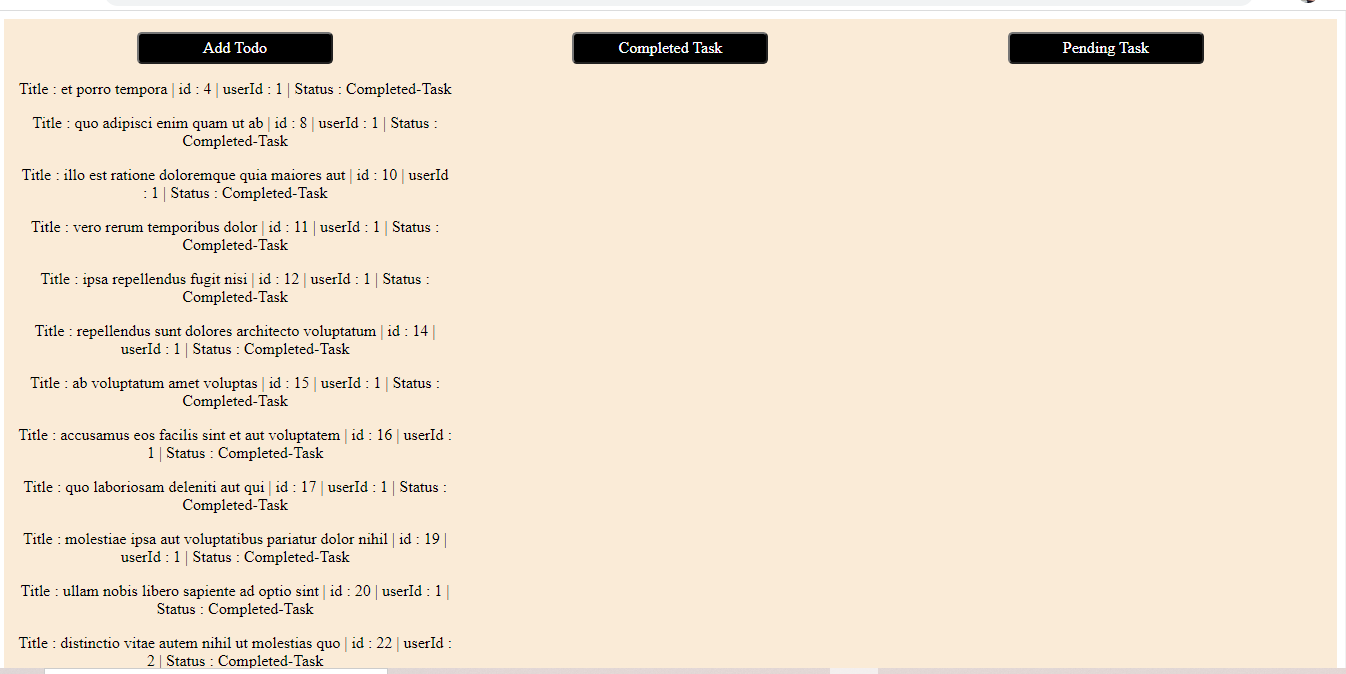 Add Todo
Completed Task
Pending Task
Title : et porro tempora | id : 4 | userId : 1 | Status : Completed-Task
Title : quo adipisci enim quam ut ab | id : 8 | userId : 1 | Status :
Completed-Task
Title : illo est ratione doloremque quia maiores aut | id : 10 | userId
: 1 | Status : Completed-Task
Title : vero rerum temporibus dolor | id : 11 | userId : 1 | Status :
Completed-Task
Title : ipsa repellendus fugit nisi | id : 12 | userId : 1 | Status :
Completed-Task
Title : repellendus sunt dolores architecto voluptatum | id : 14 |
userId : 1 | Status : Completed-Task
Title : ab voluptatum amet voluptas | id : 15 | userId : 1 | Status :
Completed-Task
Title : accusamus eos facilis sint et aut voluptatem | id : 16 | userId :
1 | Status : Completed-Task
Title : quo laboriosam deleniti aut qui | id : 17 | userId : 1 | Status :
Completed-Task
Title : molestiae ipsa aut voluptatibus pariatur dolor nihil | id : 19 |
userId : 1 | Status : Completed-Task
Title : ullam nobis libero sapiente ad optio sint | id : 20 | userId : 1 |
Status : Completed-Task
Title : distinctio vitae autem nihil ut molestias quo | id : 22 | userId :
2 | Status : Completed-Task